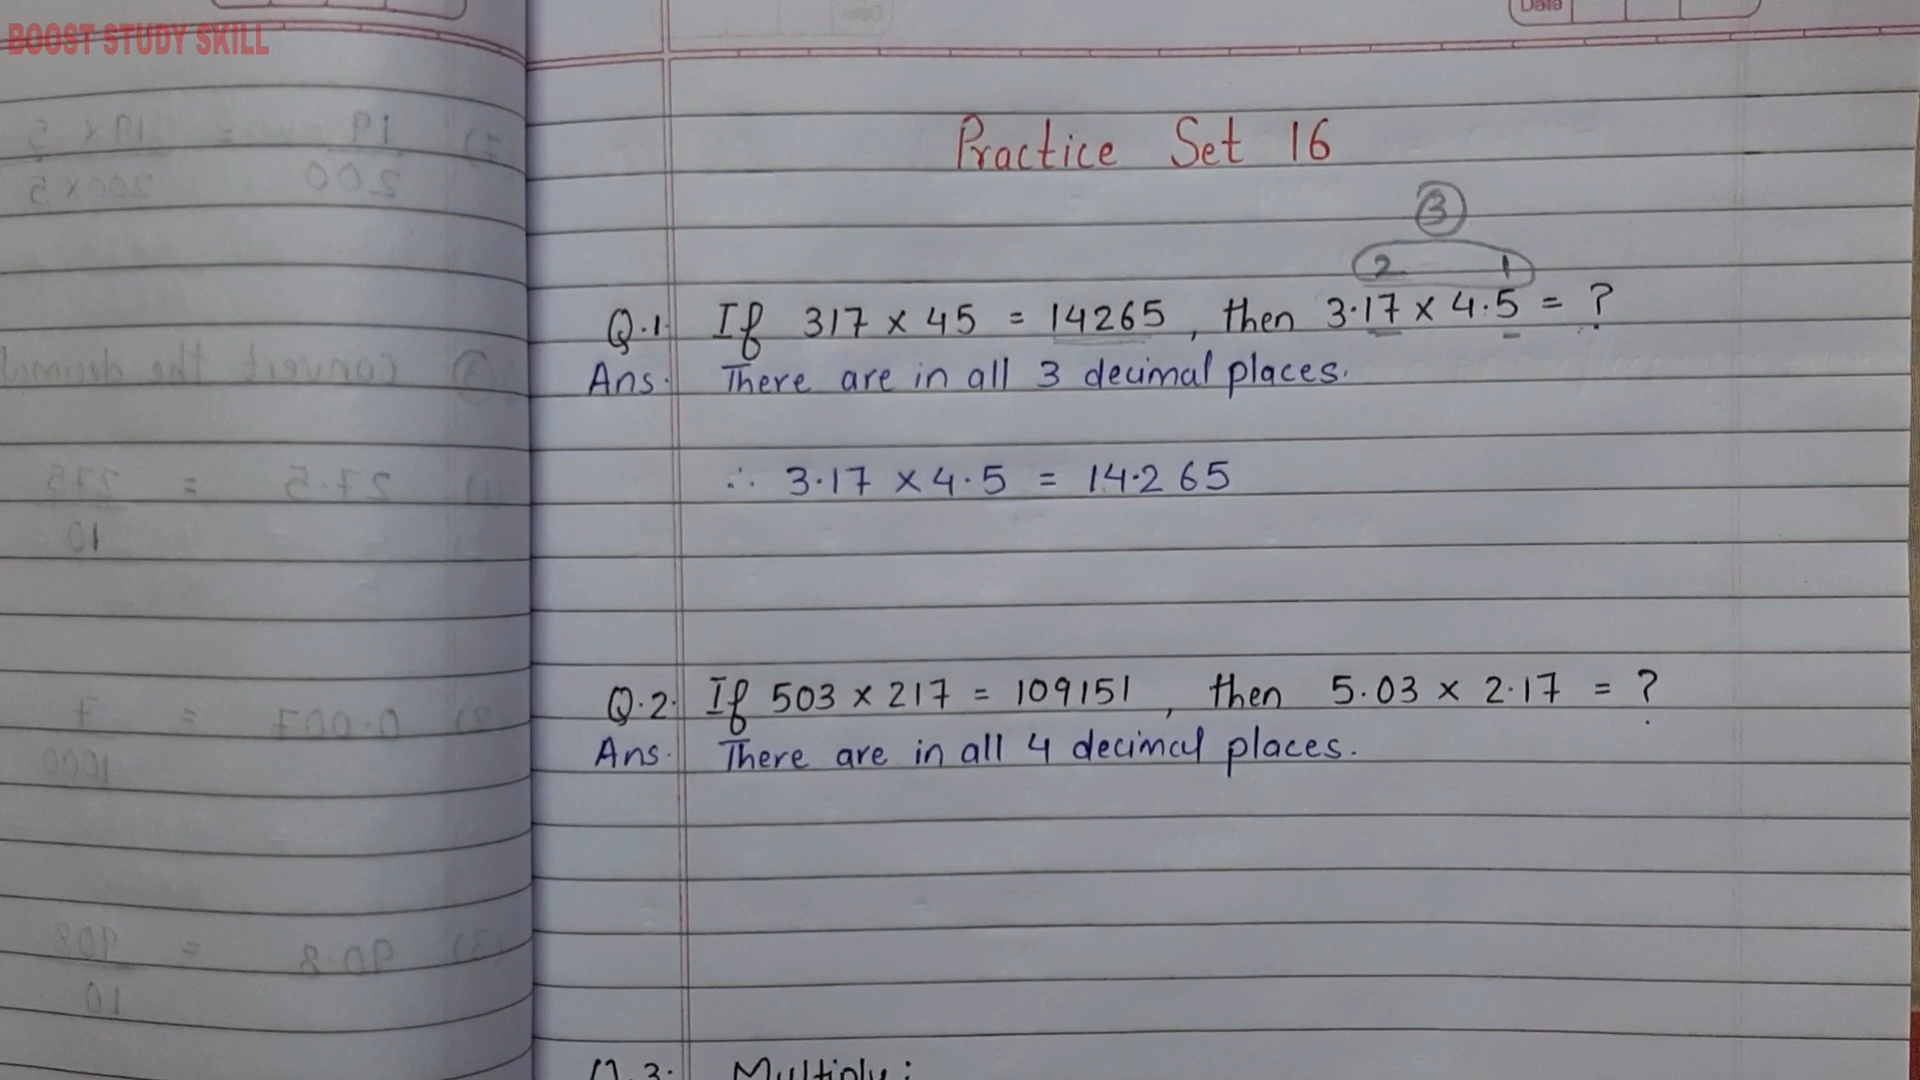 BOOST STUDY SKILL
Date
Practice Set 16
3
2 1
Q.1. If 317 × 45 = 14265, then 3.17 × 4.5 = ?
Ans. There are in all 3 decimal places.
∴ 3.17 × 4.5 = 14.265
Q.2. If 503 × 217 = 109151, then 5.03 × 2.17 = ?
Ans. There are in all 4 decimal places.
Q.3. Multiply: